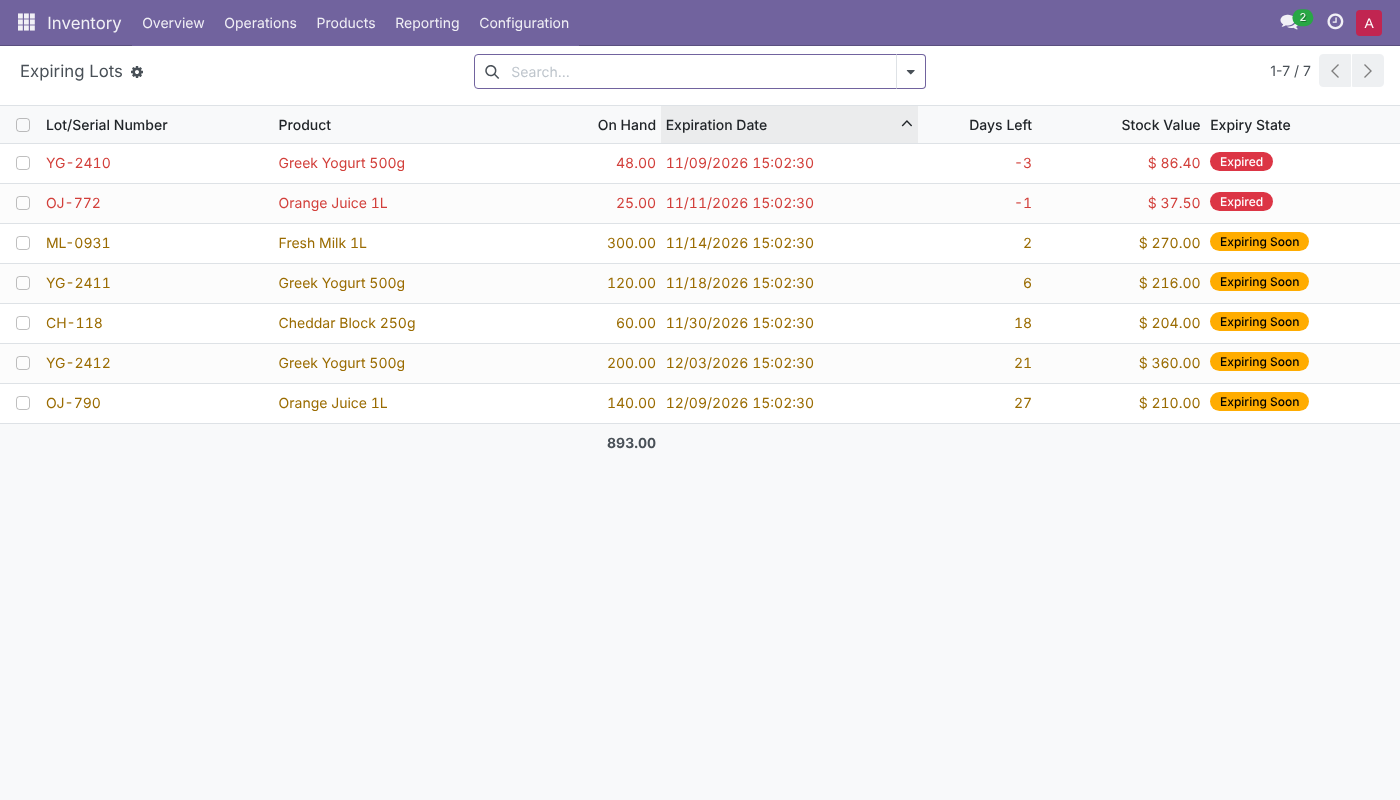 Inventory Overview Operations Products Reporting Configuration 2 A
Expiring Lots Search... 1-7 / 7
Lot/Serial Number Product On Hand Expiration Date Days Left Stock Value Expiry State
YG-2410 Greek Yogurt 500g 48.00 11/09/2026 15:02:30 -3 $ 86.40 Expired
OJ-772 Orange Juice 1L 25.00 11/11/2026 15:02:30 -1 $ 37.50 Expired
ML-0931 Fresh Milk 1L 300.00 11/14/2026 15:02:30 2 $ 270.00 Expiring Soon
YG-2411 Greek Yogurt 500g 120.00 11/18/2026 15:02:30 6 $ 216.00 Expiring Soon
CH-118 Cheddar Block 250g 60.00 11/30/2026 15:02:30 18 $ 204.00 Expiring Soon
YG-2412 Greek Yogurt 500g 200.00 12/03/2026 15:02:30 21 $ 360.00 Expiring Soon
OJ-790 Orange Juice 1L 140.00 12/09/2026 15:02:30 27 $ 210.00 Expiring Soon
893.00